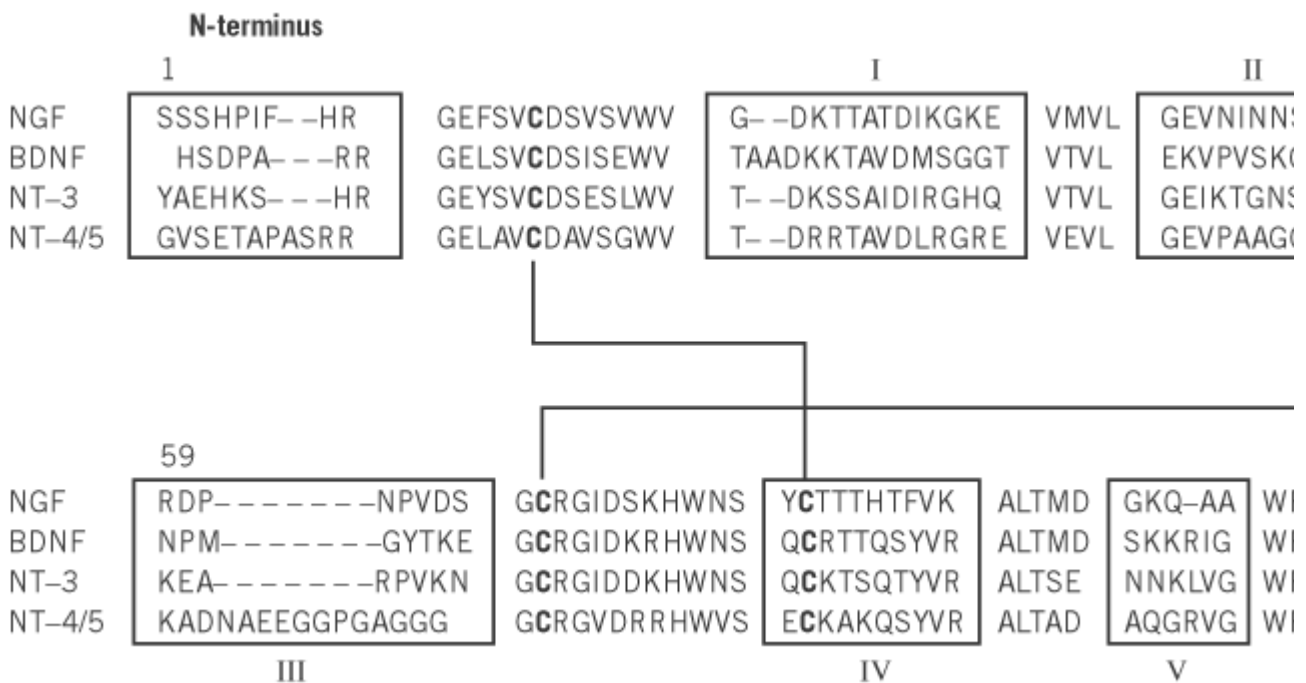 N-terminus
1 I II
NGF SSSHPIF– –HR GEFSVCDSVSVWV G– –DKTTATDIKGKE VMVL GEVNINNS
BDNF HSDPA– – –RR GELSVCDSISEWV TAADKKTAVDMSGGT VTVL EKVPVSKG
NT–3 YAEHKS– – –HR GEYSVCDSESLWV T– –DKSSAIDIRGHQ VTVL GEIKTGNS
NT–4/5 GVSETAPASRR GELAVCDAVSGWV T– –DRRTAVDLRGRE VEVL GEVPAAGG
59
NGF RDP– – – – – – –NPVDS GCRGIDSKHWNS YCTTTHTFVK ALTMD GKQ–AA
BDNF NPM– – – – – – –GYTKE GCRGIDKRHWNS QCRTTQSYVR ALTMD SKKRIG
NT–3 KEA– – – – – – –RPVKN GCRGIDDKHWNS QCKTSQTYVR ALTSE NNKLVG
NT–4/5 KADNAEEGGPGAGGG GCRGVDRRHWVS ECKAKQSYVR ALTAD AQGRVG
III IV V